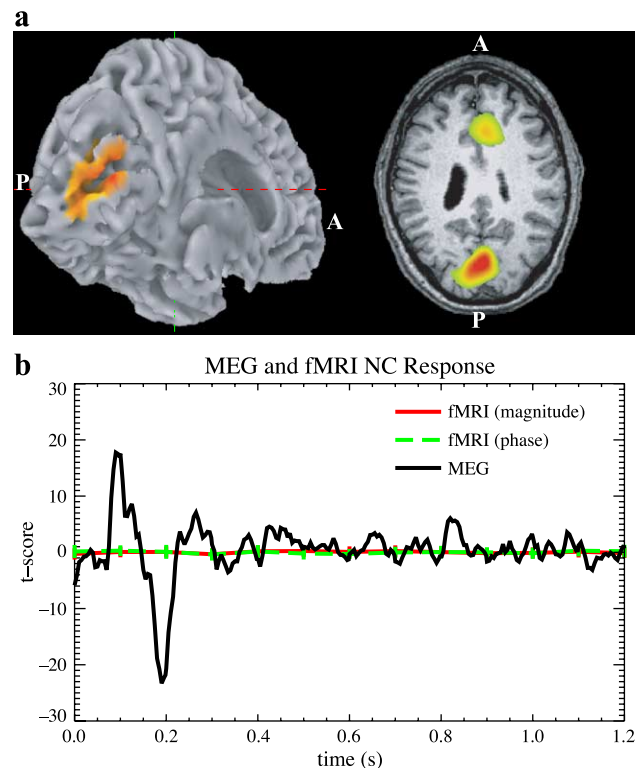 a
A
P
A
P
b
MEG and fMRI NC Response
30
20
10
0
−10
−20
−30
t−score
fMRI (magnitude)
fMRI (phase)
MEG
0.0 0.2 0.4 0.6 0.8 1.0 1.2
time (s)